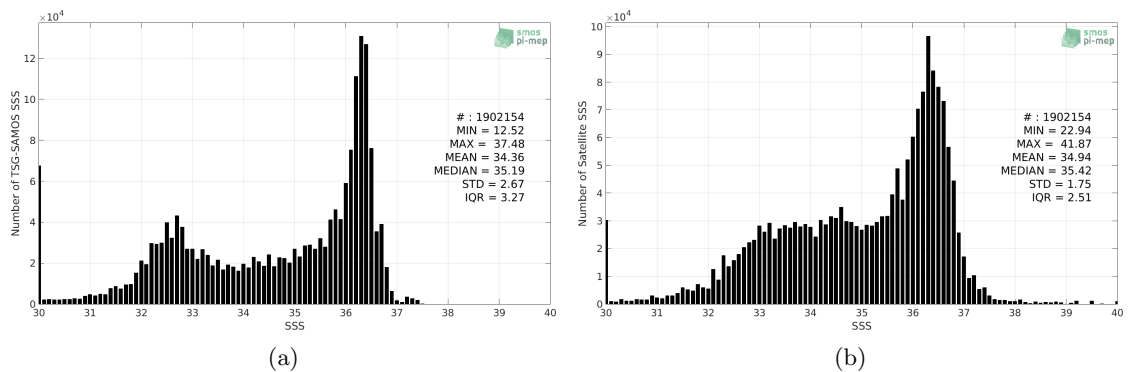 ×10⁴
smos
pi-mep
Number of TSG-SAMOS SSS
12
10
8
6
4
2
0
# : 1902154
MIN = 12.52
MAX = 37.48
MEAN = 34.36
MEDIAN = 35.19
STD = 2.67
IQR = 3.27
30 31 32 33 34 35 36 37 38 39 40
SSS
(a)
×10⁴
smos
pi-mep
Number of Satellite SSS
10
9
8
7
6
5
4
3
2
1
0
# : 1902154
MIN = 22.94
MAX = 41.87
MEAN = 34.94
MEDIAN = 35.42
STD = 1.75
IQR = 2.51
30 31 32 33 34 35 36 37 38 39 40
SSS
(b)